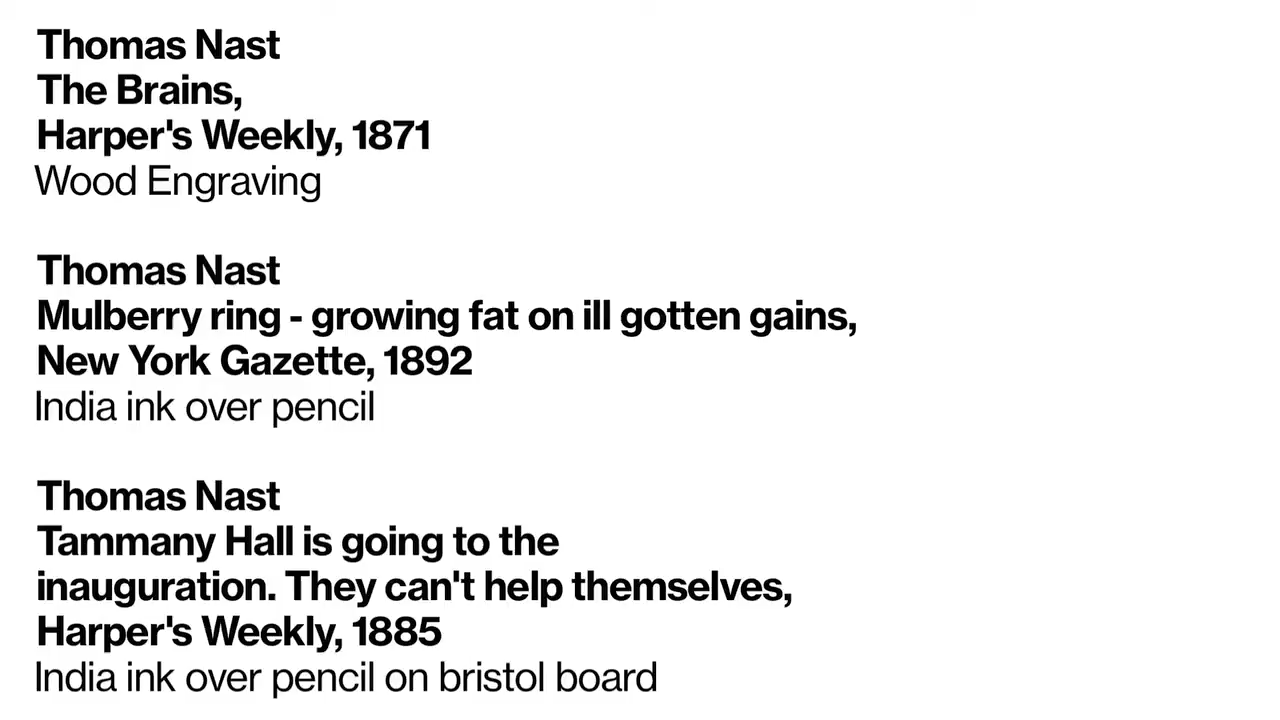 Thomas Nast
The Brains,
Harper's Weekly, 1871
Wood Engraving
Thomas Nast
Mulberry ring - growing fat on ill gotten gains,
New York Gazette, 1892
India ink over pencil
Thomas Nast
Tammany Hall is going to the
inauguration. They can't help themselves,
Harper's Weekly, 1885
India ink over pencil on bristol board